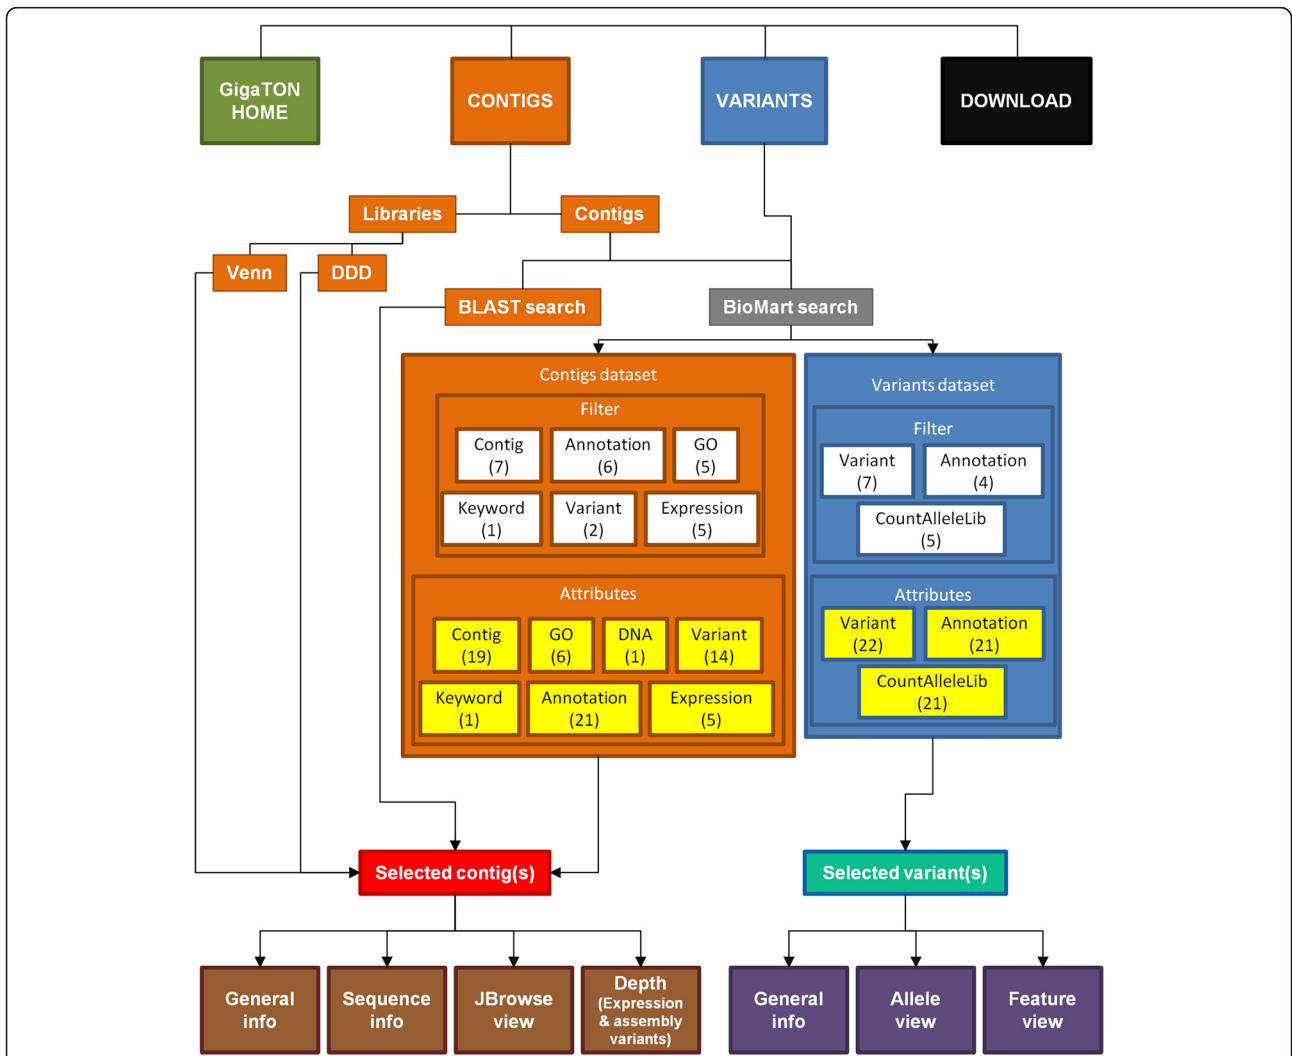 GigaTON
HOME
CONTIGS
VARIANTS
DOWNLOAD
Libraries
Contigs
Venn
DDD
BLAST search
BioMart search
Contigs dataset
Filter
Contig
(7)
Annotation
(6)
GO
(5)
Keyword
(1)
Variant
(2)
Expression
(5)
Attributes
Contig
(19)
GO
(6)
DNA
(1)
Variant
(14)
Keyword
(1)
Annotation
(21)
Expression
(5)
Variants dataset
Filter
Variant
(7)
Annotation
(4)
CountAlleleLib
(5)
Attributes
Variant
(22)
Annotation
(21)
CountAlleleLib
(21)
Selected contig(s)
Selected variant(s)
General
info
Sequence
info
JBrowse
view
Depth
(Expression
& assembly
variants)
General
info
Allele
view
Feature
view